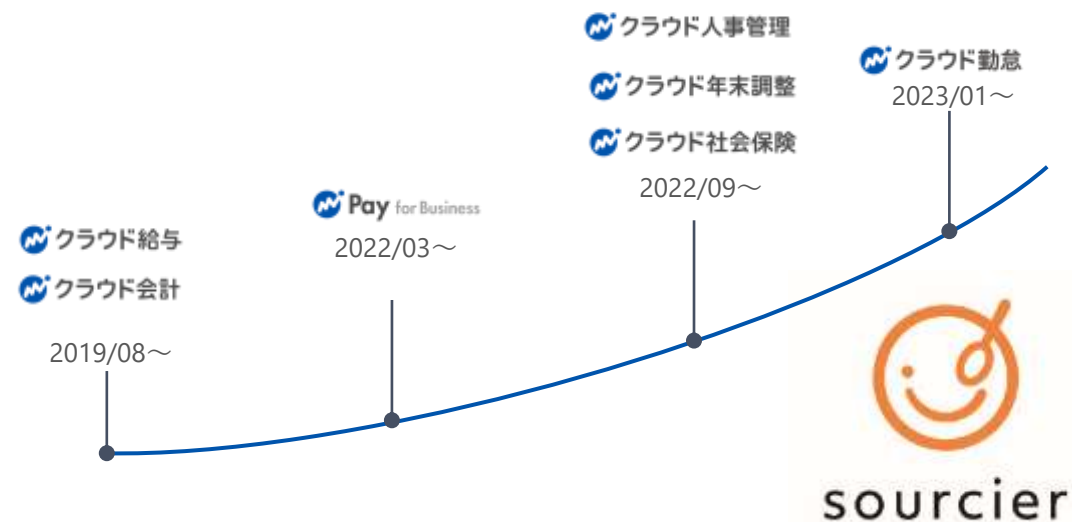 クラウド給与
クラウド会計
2019/08～
Pay for Business
2022/03～
クラウド人事管理
クラウド年末調整
クラウド社会保険
2022/09～
クラウド勤怠
2023/01～
sourcier